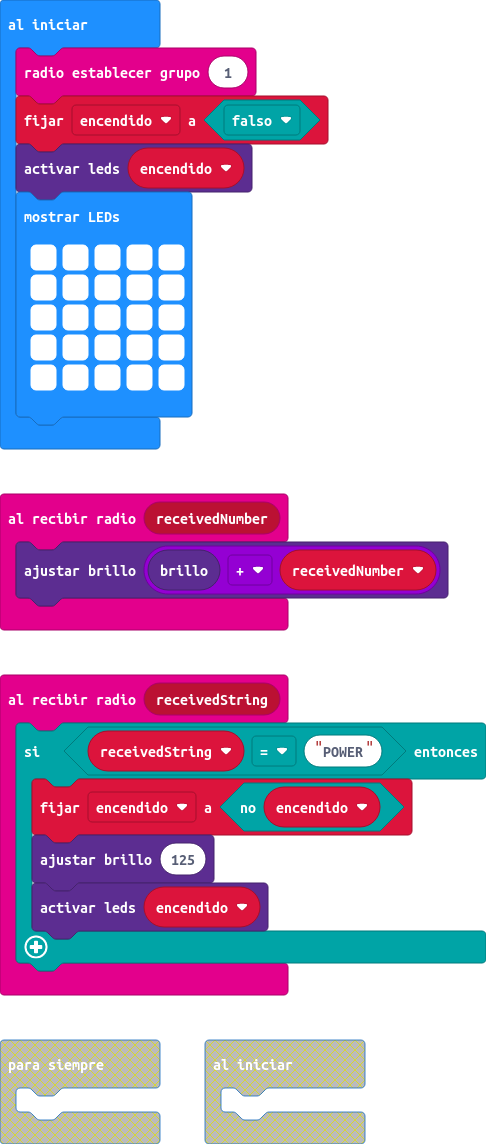 al iniciar
radio establecer grupo 1
fijar encendido a falso
activar leds encendido
mostrar LEDs
al recibir radio receivedNumber
ajustar brillo brillo + receivedNumber
al recibir radio receivedString
si receivedString = "POWER" entonces
fijar encendido a no encendido
ajustar brillo 125
activar leds encendido
para siempre al iniciar